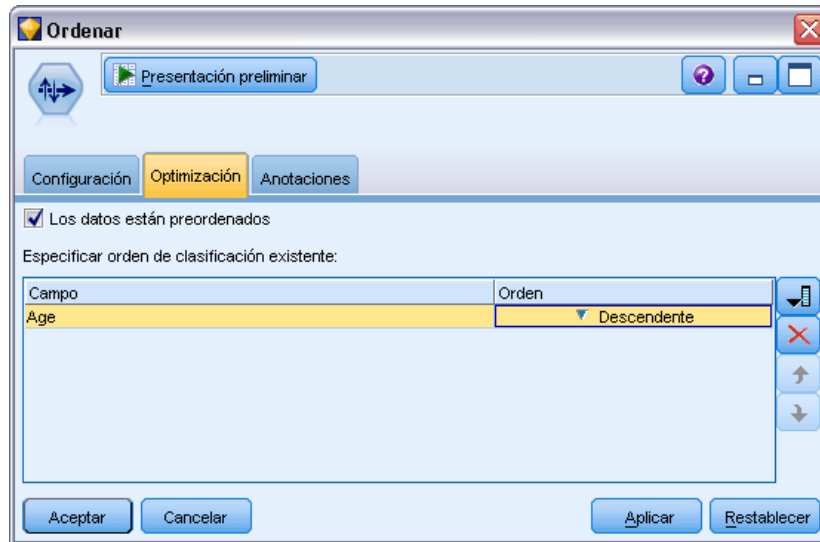 Ordenar
Presentación preliminar
Configuración Optimización Anotaciones
Los datos están preordenados
Especificar orden de clasificación existente:
Campo Orden
Age Descendente
Aceptar Cancelar Aplicar Restablecer